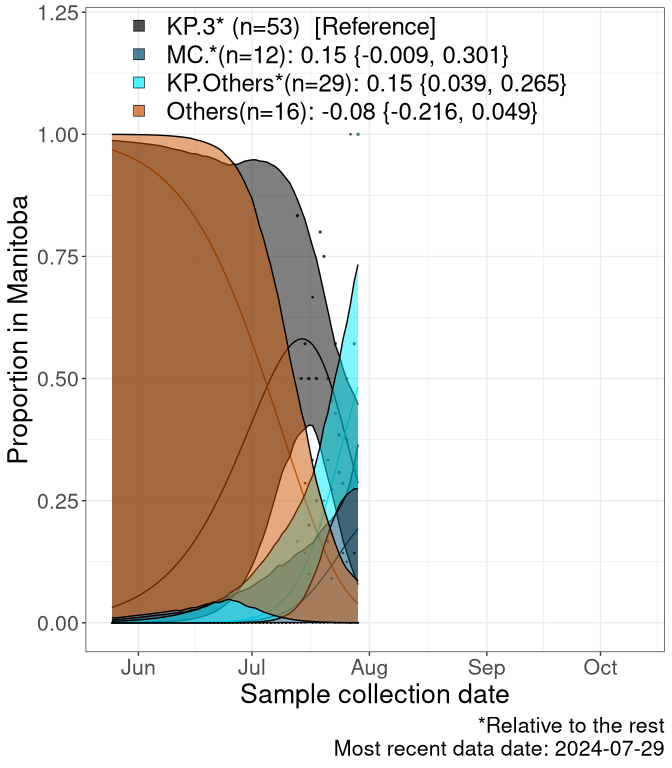 KP.3* (n=53)  [Reference]
MC.*(n=12): 0.15 {-0.009, 0.301}
KP.Others*(n=29): 0.15 {0.039, 0.265}
Others(n=16): -0.08 {-0.216, 0.049}
1.25
1.00
0.75
0.50
0.25
0.00
Proportion in Manitoba
Jun Jul Aug Sep Oct
Sample collection date
*Relative to the rest
Most recent data date: 2024-07-29